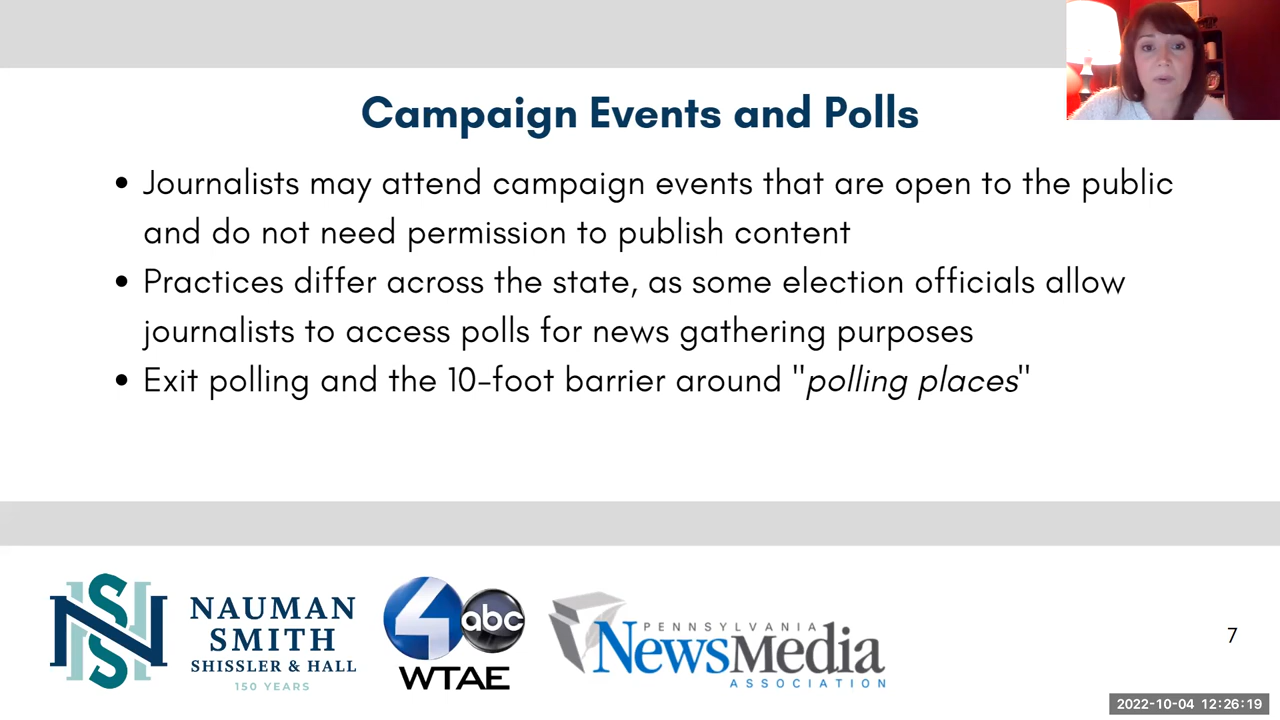 Campaign Events and Polls
• Journalists may attend campaign events that are open to the public
and do not need permission to publish content
• Practices differ across the state, as some election officials allow
journalists to access polls for news gathering purposes
• Exit polling and the 10-foot barrier around "polling places"
NSSH
NAUMAN
SMITH
SHISSLER & HALL
150 YEARS
4
abc
WTAE
PENNSYLVANIA
NewsMedia
ASSOCIATION
7
2022-10-04 12:26:19